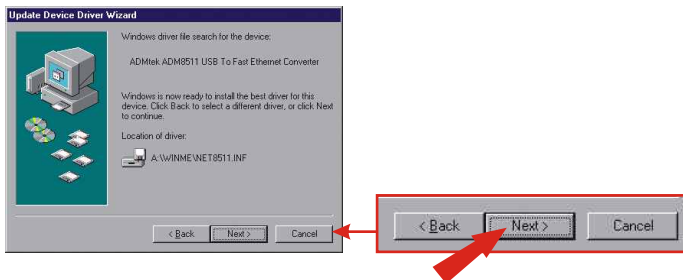 Update Device Driver Wizard
Windows driver file search for the device:
ADMtek ADM8511 USB To Fast Ethernet Converter
Windows is now ready to install the best driver for this
device. Click Back to select a different driver, or click Next
to continue.
Location of driver:
A:\WINME\NET8511.INF
< Back Next > Cancel
< Back Next > Cancel